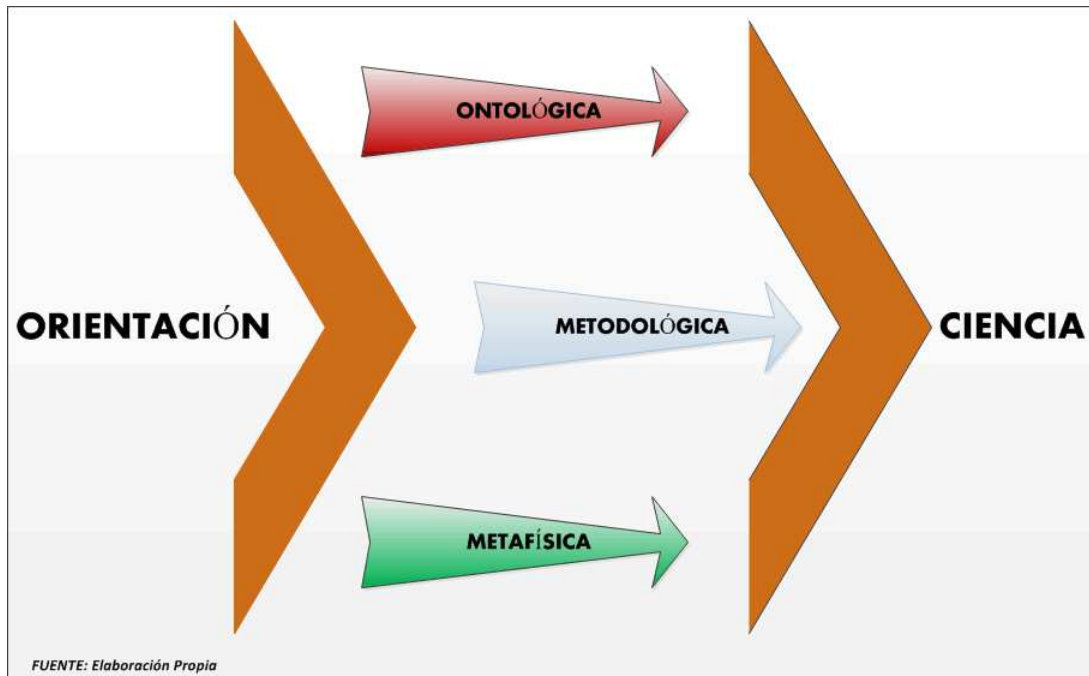 ONTOLÓGICA
ORIENTACIÓN
METODOLÓGICA
CIENCIA
METAFÍSICA
FUENTE: Elaboración Propia